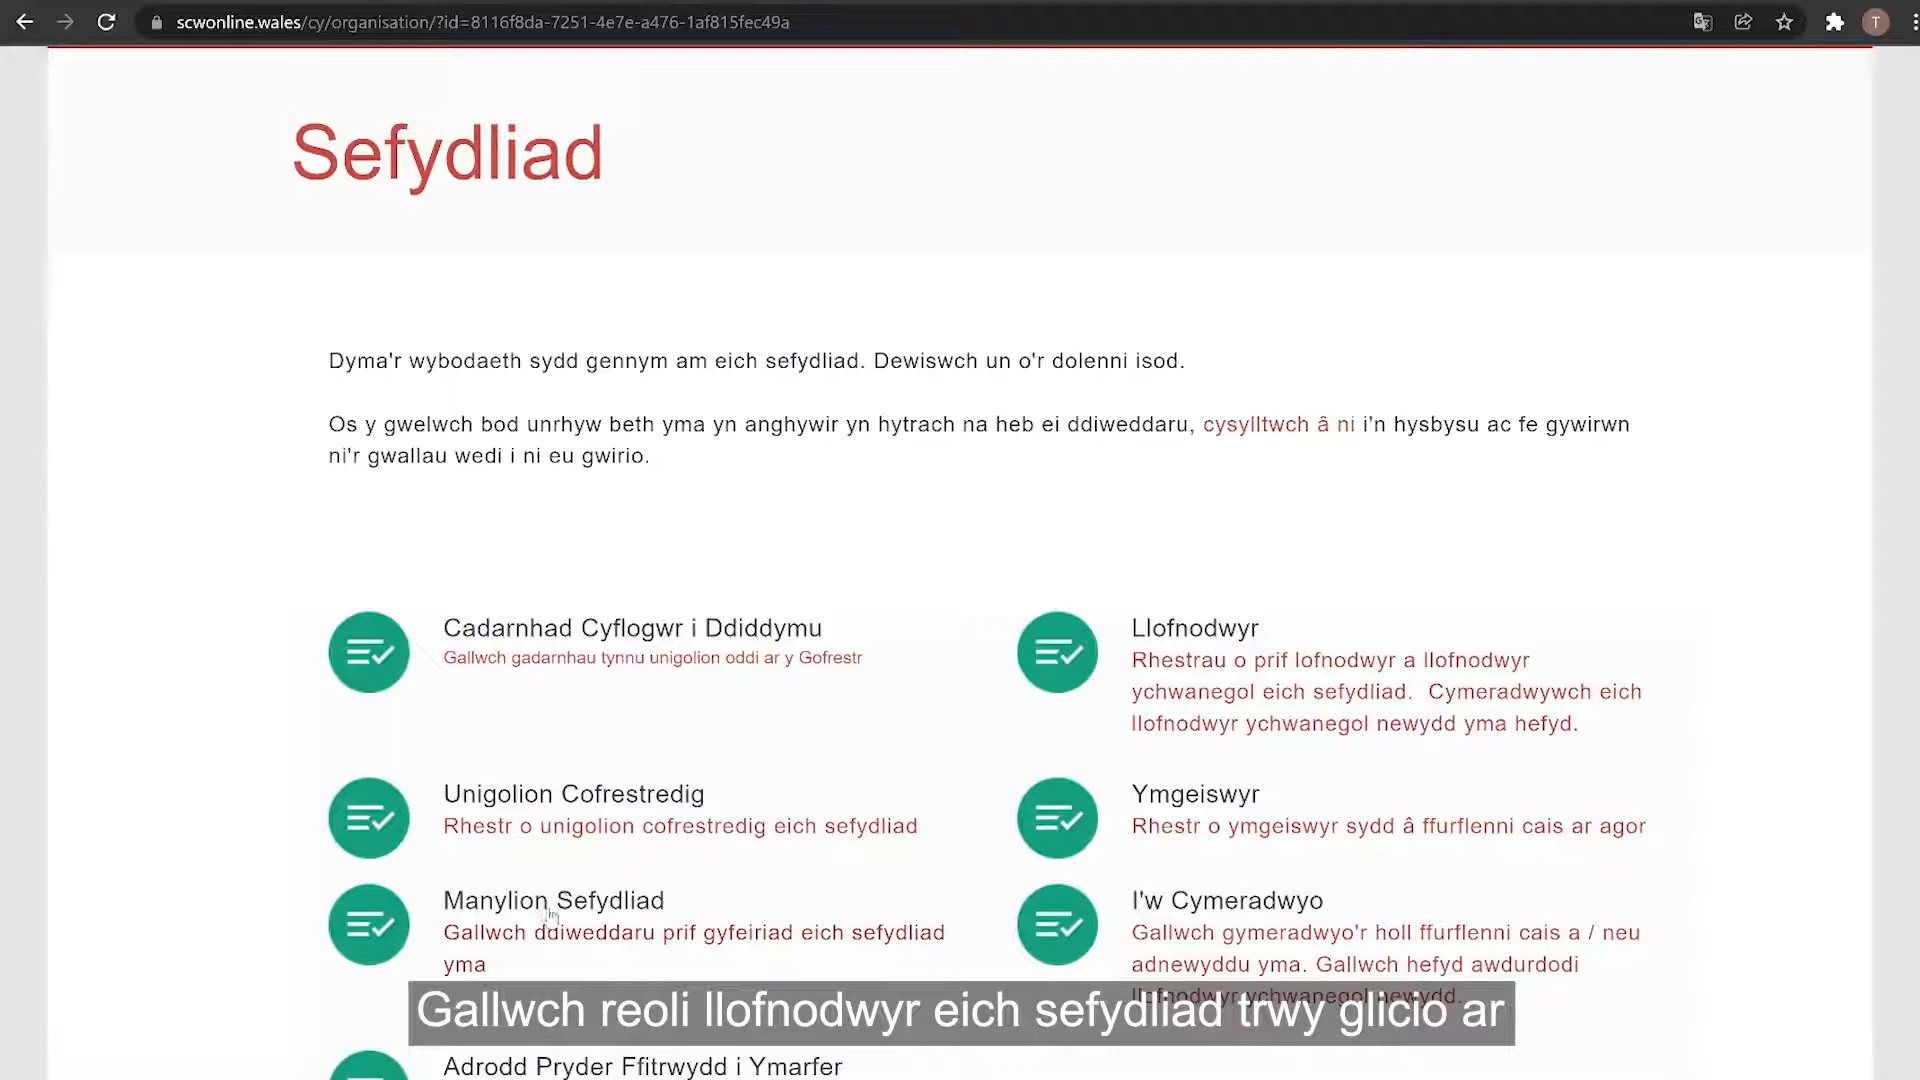 scwonline.wales/cy/organisation/?id=8116f8da-7251-4e7e-a476-1af815fec49a
T
Sefydliad
Dyma'r wybodaeth sydd gennym am eich sefydliad. Dewiswch un o'r dolenni isod.
Os y gwelwch bod unrhyw beth yma yn anghywir yn hytrach na heb ei ddiweddaru, cysylltwch â ni i'n hysbysu ac fe gywirwn
ni'r gwallau wedi i ni eu gwirio.
Cadarnhad Cyflogwr i Ddiddymu
Gallwch gadarnhau tynnu unigolion oddi ar y Gofrestr
Llofnodwyr
Rhestrau o prif lofnodwyr a llofnodwyr
ychwanegol eich sefydliad. Cymeradwywch eich
llofnodwyr ychwanegol newydd yma hefyd.
Unigolion Cofrestredig
Rhestr o unigolion cofrestredig eich sefydliad
Ymgeiswyr
Rhestr o ymgeiswyr sydd â ffurflenni cais ar agor
Manylion Sefydliad
Gallwch ddiweddaru prif gyfeiriad eich sefydliad
yma
I'w Cymeradwyo
Gallwch gymeradwyo'r holl ffurflenni cais a / neu
adnewyddu yma. Gallwch hefyd awdurdodi
llofnodwyr ychwanegol newydd.
Gallwch reoli llofnodwyr eich sefydliad trwy glicio ar
Adrodd Pryder Ffitrwydd i Ymarfer